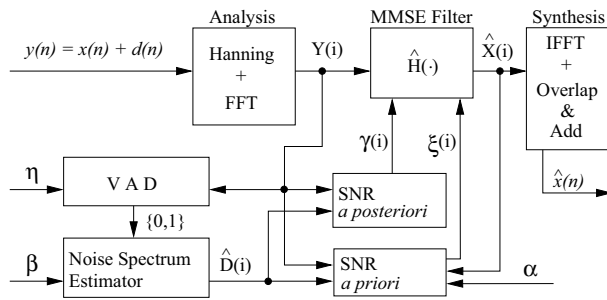 Analysis
MMSE Filter
Synthesis
y(n) = x(n) + d(n)
Hanning
+
FFT
Y(i)
Ĥ(·)
X̂(i)
IFFT
+
Overlap
&
Add
γ(i)
ξ(i)
x̂(n)
η
V A D
SNR
a posteriori
{0,1}
β
Noise Spectrum
Estimator
D̂(i)
SNR
a priori
α